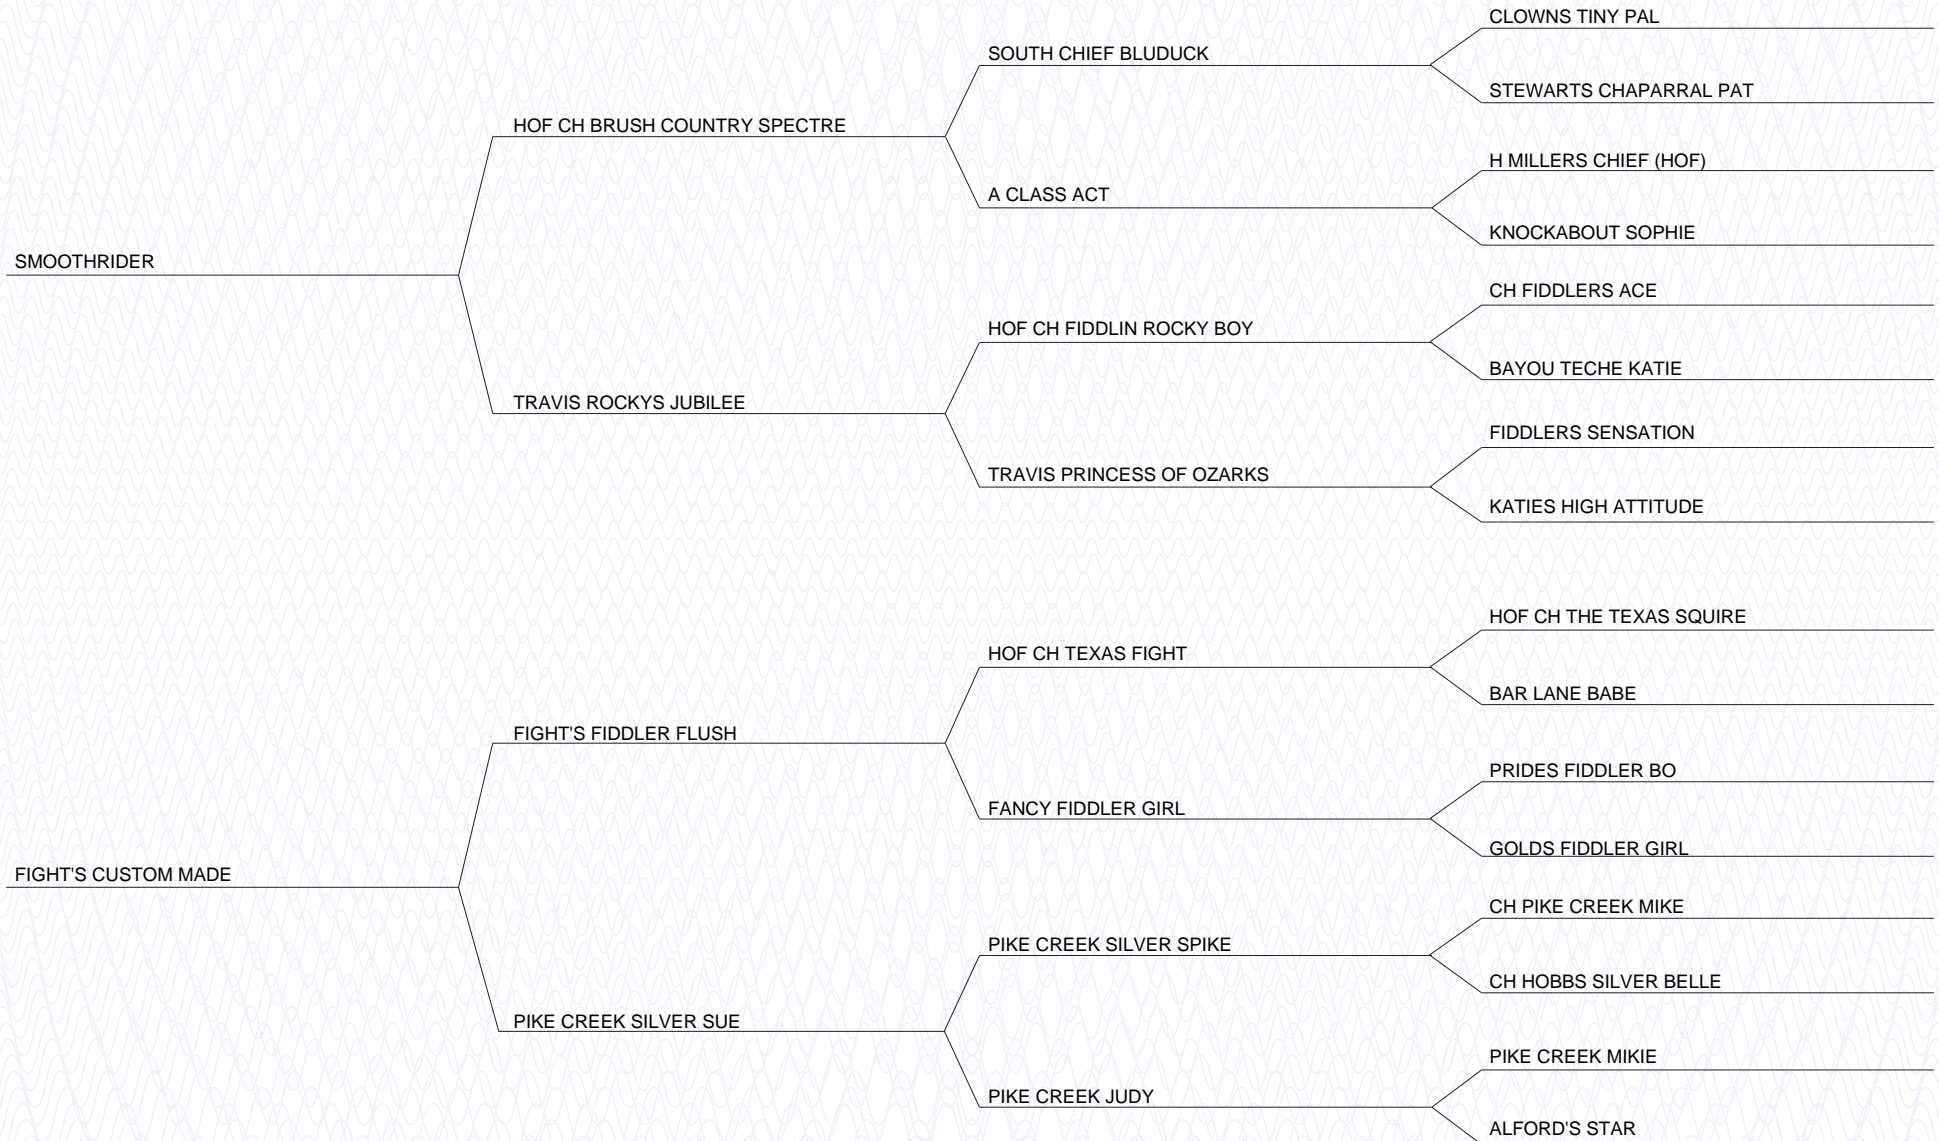 CLOWNS TINY PAL
SOUTH CHIEF BLUDUCK
STEWARTS CHAPARRAL PAT
HOF CH BRUSH COUNTRY SPECTRE
H MILLERS CHIEF (HOF)
A CLASS ACT
KNOCKABOUT SOPHIE
SMOOTHRIDER
CH FIDDLERS ACE
HOF CH FIDDLIN ROCKY BOY
BAYOU TECHE KATIE
TRAVIS ROCKYS JUBILEE
FIDDLERS SENSATION
TRAVIS PRINCESS OF OZARKS
KATIES HIGH ATTITUDE
HOF CH THE TEXAS SQUIRE
HOF CH TEXAS FIGHT
BAR LANE BABE
FIGHT'S FIDDLER FLUSH
PRIDES FIDDLER BO
FANCY FIDDLER GIRL
GOLDS FIDDLER GIRL
FIGHT'S CUSTOM MADE
CH PIKE CREEK MIKE
PIKE CREEK SILVER SPIKE
CH HOBBS SILVER BELLE
PIKE CREEK SILVER SUE
PIKE CREEK MIKIE
PIKE CREEK JUDY
ALFORD'S STAR